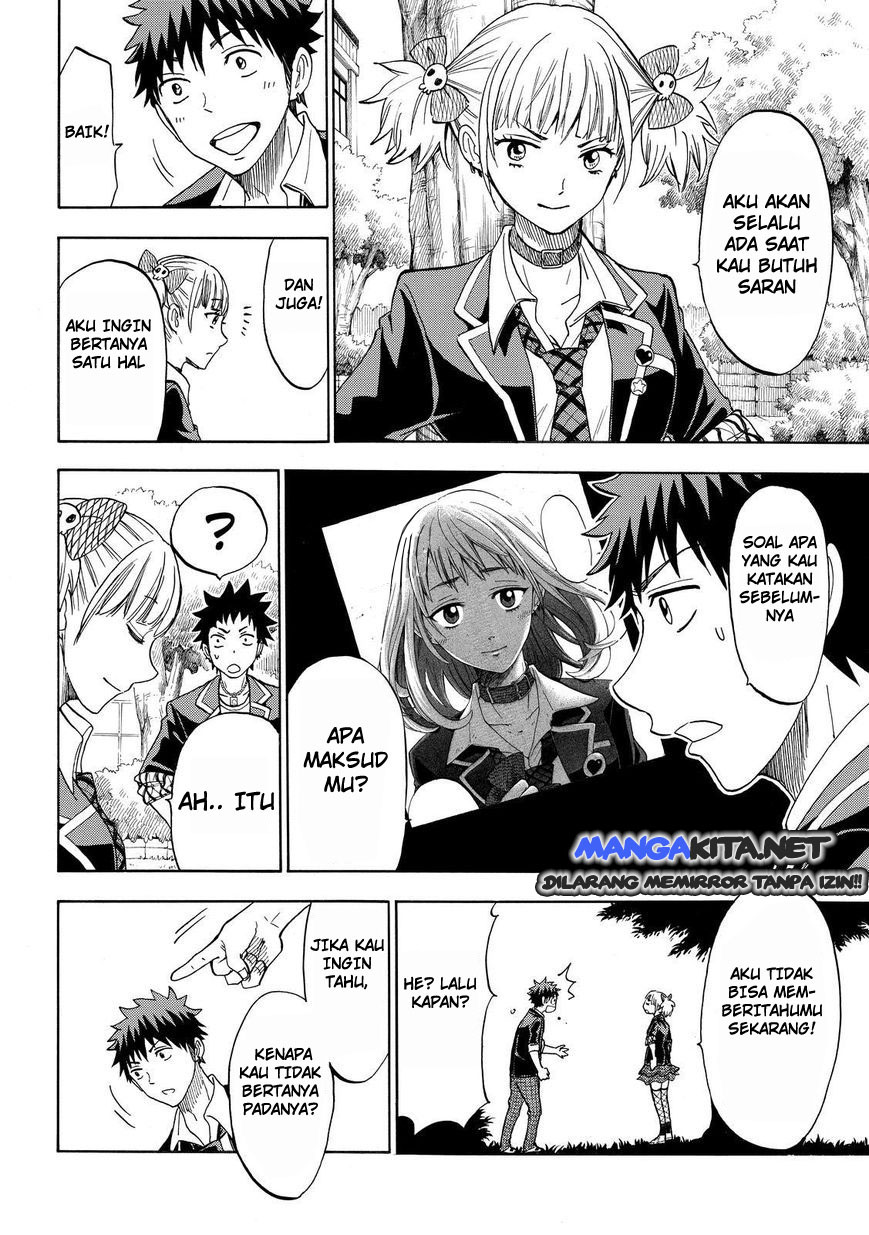 AKU AKAN
SELALU
ADA SAAT
KAU BUTUH
SARAN
BAIK!
DAN
JUGA!
AKU INGIN
BERTANYA
SATU HAL
SOAL APA
YANG KAU
KATAKAN
SEBELUM-
NYA
APA
MAKSUD
MU?
?
AH.. ITU
MANGAKITA.NET
DILARANG MEMIRROR TANPA IZIN!!
AKU TIDAK
BISA MEM-
BERITAHUMU
SEKARANG!
HE? LALU
KAPAN?
JIKA KAU
INGIN
TAHU,
KENAPA
KAU TIDAK
BERTANYA
PADANYA?